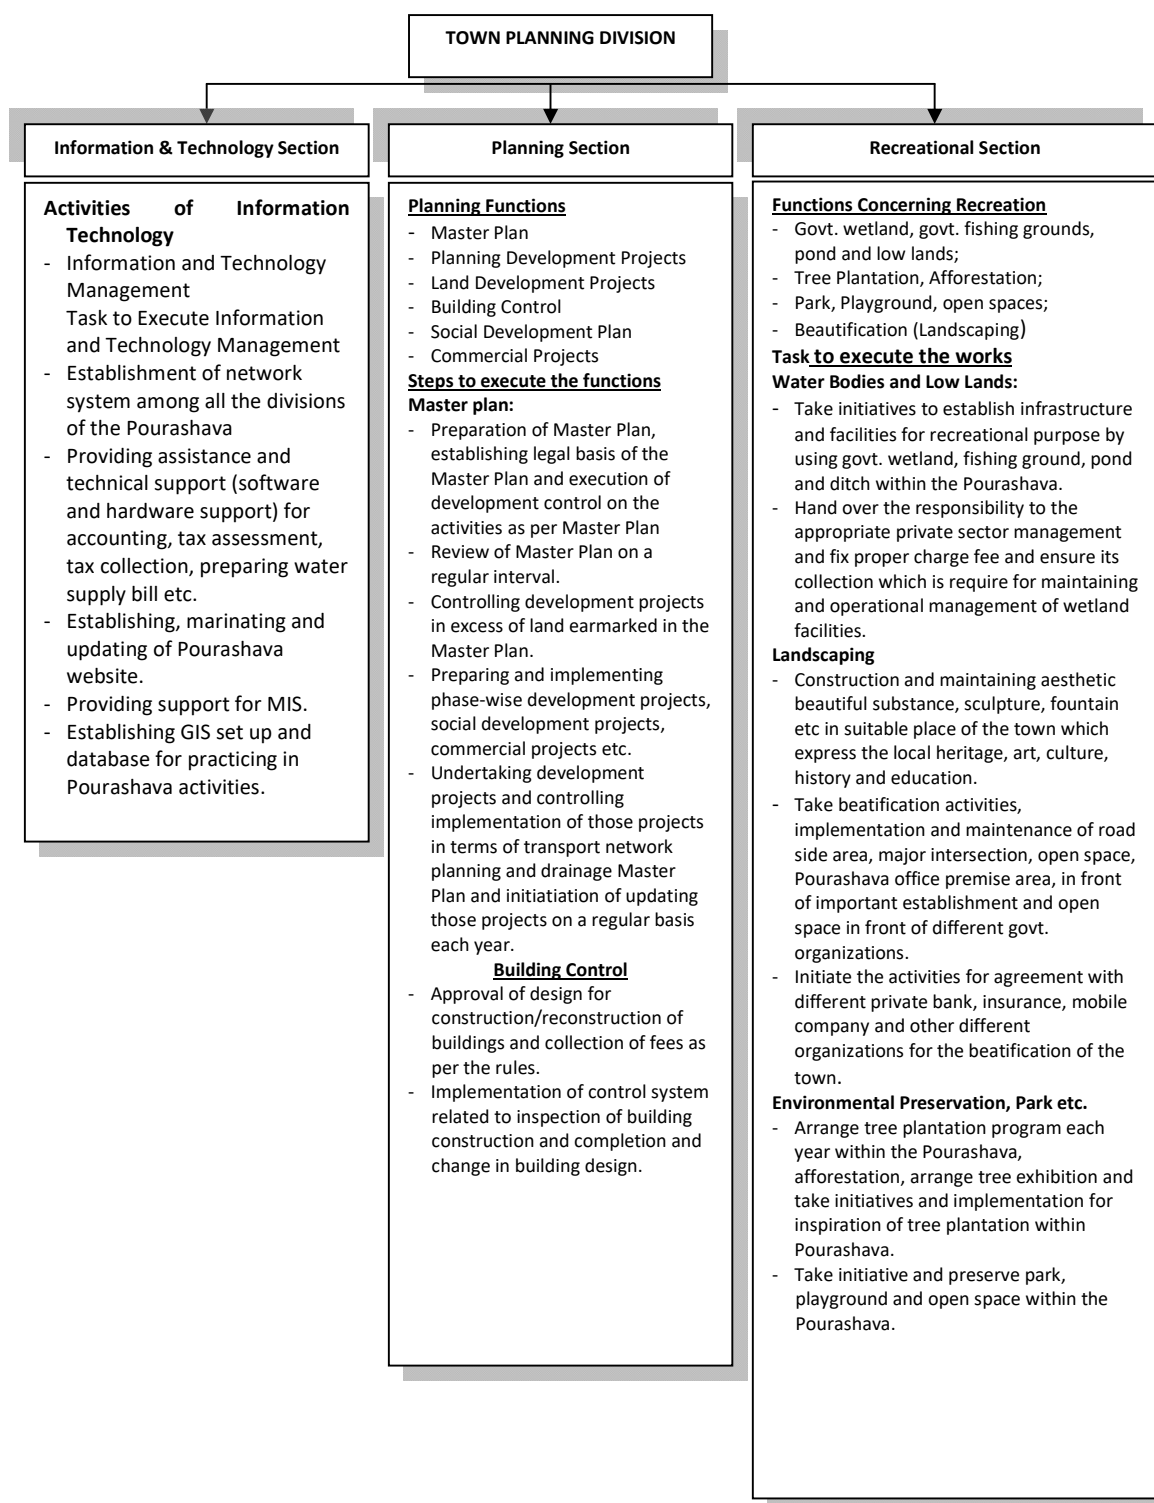 TOWN PLANNING DIVISION
Information & Technology Section
Activities of Information
Technology
- Information and Technology
Management
Task to Execute Information
and Technology Management
- Establishment of network
system among all the divisions
of the Pourashava
- Providing assistance and
technical support (software
and hardware support) for
accounting, tax assessment,
tax collection, preparing water
supply bill etc.
- Establishing, marinating and
updating of Pourashava
website.
- Providing support for MIS.
- Establishing GIS set up and
database for practicing in
Pourashava activities.
Planning Section
Planning Functions
- Master Plan
- Planning Development Projects
- Land Development Projects
- Building Control
- Social Development Plan
- Commercial Projects
Steps to execute the functions
Master plan:
- Preparation of Master Plan,
establishing legal basis of the
Master Plan and execution of
development control on the
activities as per Master Plan
- Review of Master Plan on a
regular interval.
- Controlling development projects
in excess of land earmarked in the
Master Plan.
- Preparing and implementing
phase-wise development projects,
social development projects,
commercial projects etc.
- Undertaking development
projects and controlling
implementation of those projects
in terms of transport network
planning and drainage Master
Plan and initiatiation of updating
those projects on a regular basis
each year.
Building Control
- Approval of design for
construction/reconstruction of
buildings and collection of fees as
per the rules.
- Implementation of control system
related to inspection of building
construction and completion and
change in building design.
Recreational Section
Functions Concerning Recreation
- Govt. wetland, govt. fishing grounds,
pond and low lands;
- Tree Plantation, Afforestation;
- Park, Playground, open spaces;
- Beautification (Landscaping)
Task to execute the works
Water Bodies and Low Lands:
- Take initiatives to establish infrastructure
and facilities for recreational purpose by
using govt. wetland, fishing ground, pond
and ditch within the Pourashava.
- Hand over the responsibility to the
appropriate private sector management
and fix proper charge fee and ensure its
collection which is require for maintaining
and operational management of wetland
facilities.
Landscaping
- Construction and maintaining aesthetic
beautiful substance, sculpture, fountain
etc in suitable place of the town which
express the local heritage, art, culture,
history and education.
- Take beatification activities,
implementation and maintenance of road
side area, major intersection, open space,
Pourashava office premise area, in front
of important establishment and open
space in front of different govt.
organizations.
- Initiate the activities for agreement with
different private bank, insurance, mobile
company and other different
organizations for the beatification of the
town.
Environmental Preservation, Park etc.
- Arrange tree plantation program each
year within the Pourashava,
afforestation, arrange tree exhibition and
take initiatives and implementation for
inspiration of tree plantation within
Pourashava.
- Take initiative and preserve park,
playground and open space within the
Pourashava.